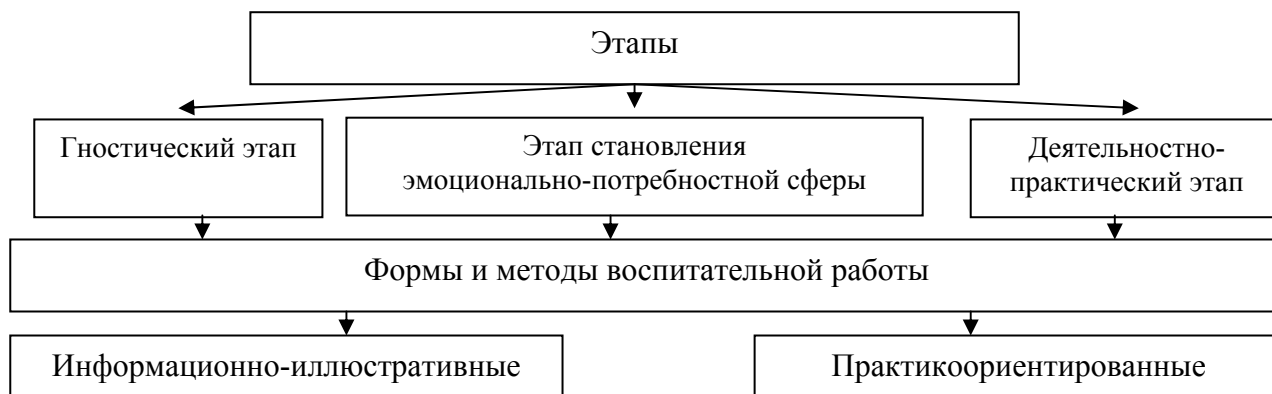 Этапы
Гностический этап
Этап становления
эмоционально-потребностной сферы
Деятельностно-
практический этап
Формы и методы воспитательной работы
Информационно-иллюстративные
Практикоориентированные